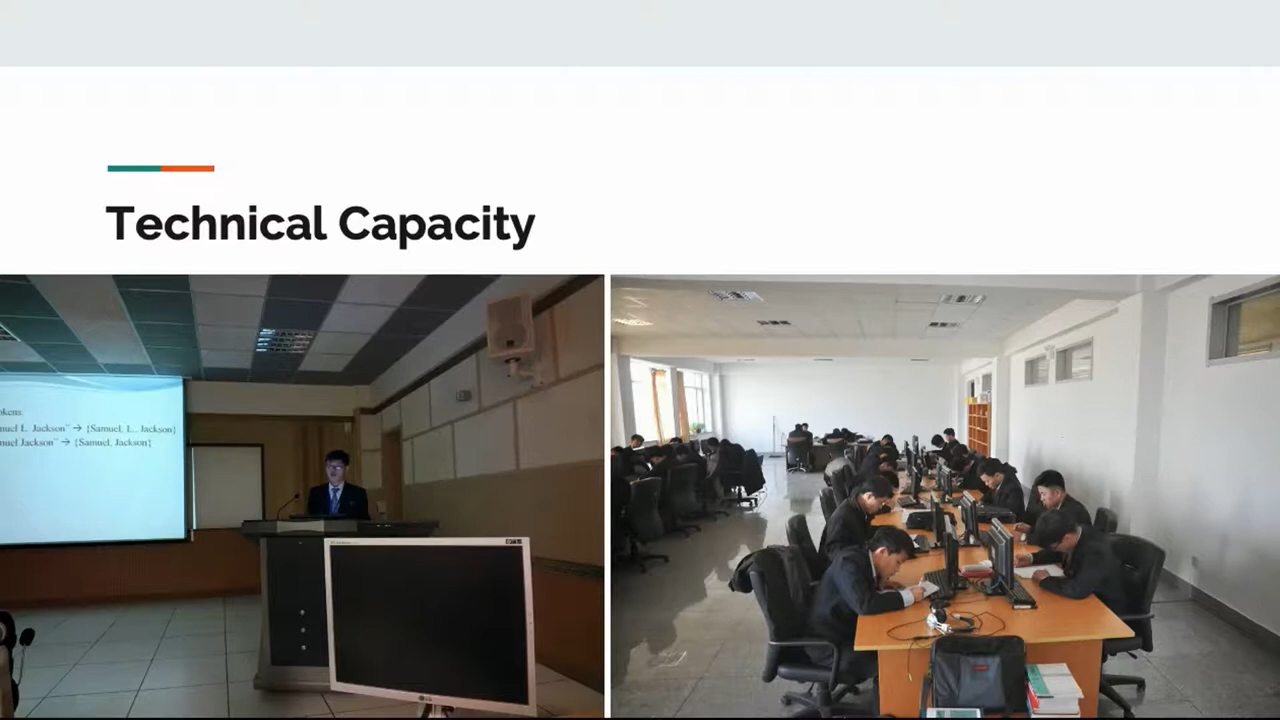 Technical Capacity
okens.
muel L. Jackson" → {Samuel, L., Jackson}
muel Jackson" → {Samuel, Jackson}
LG